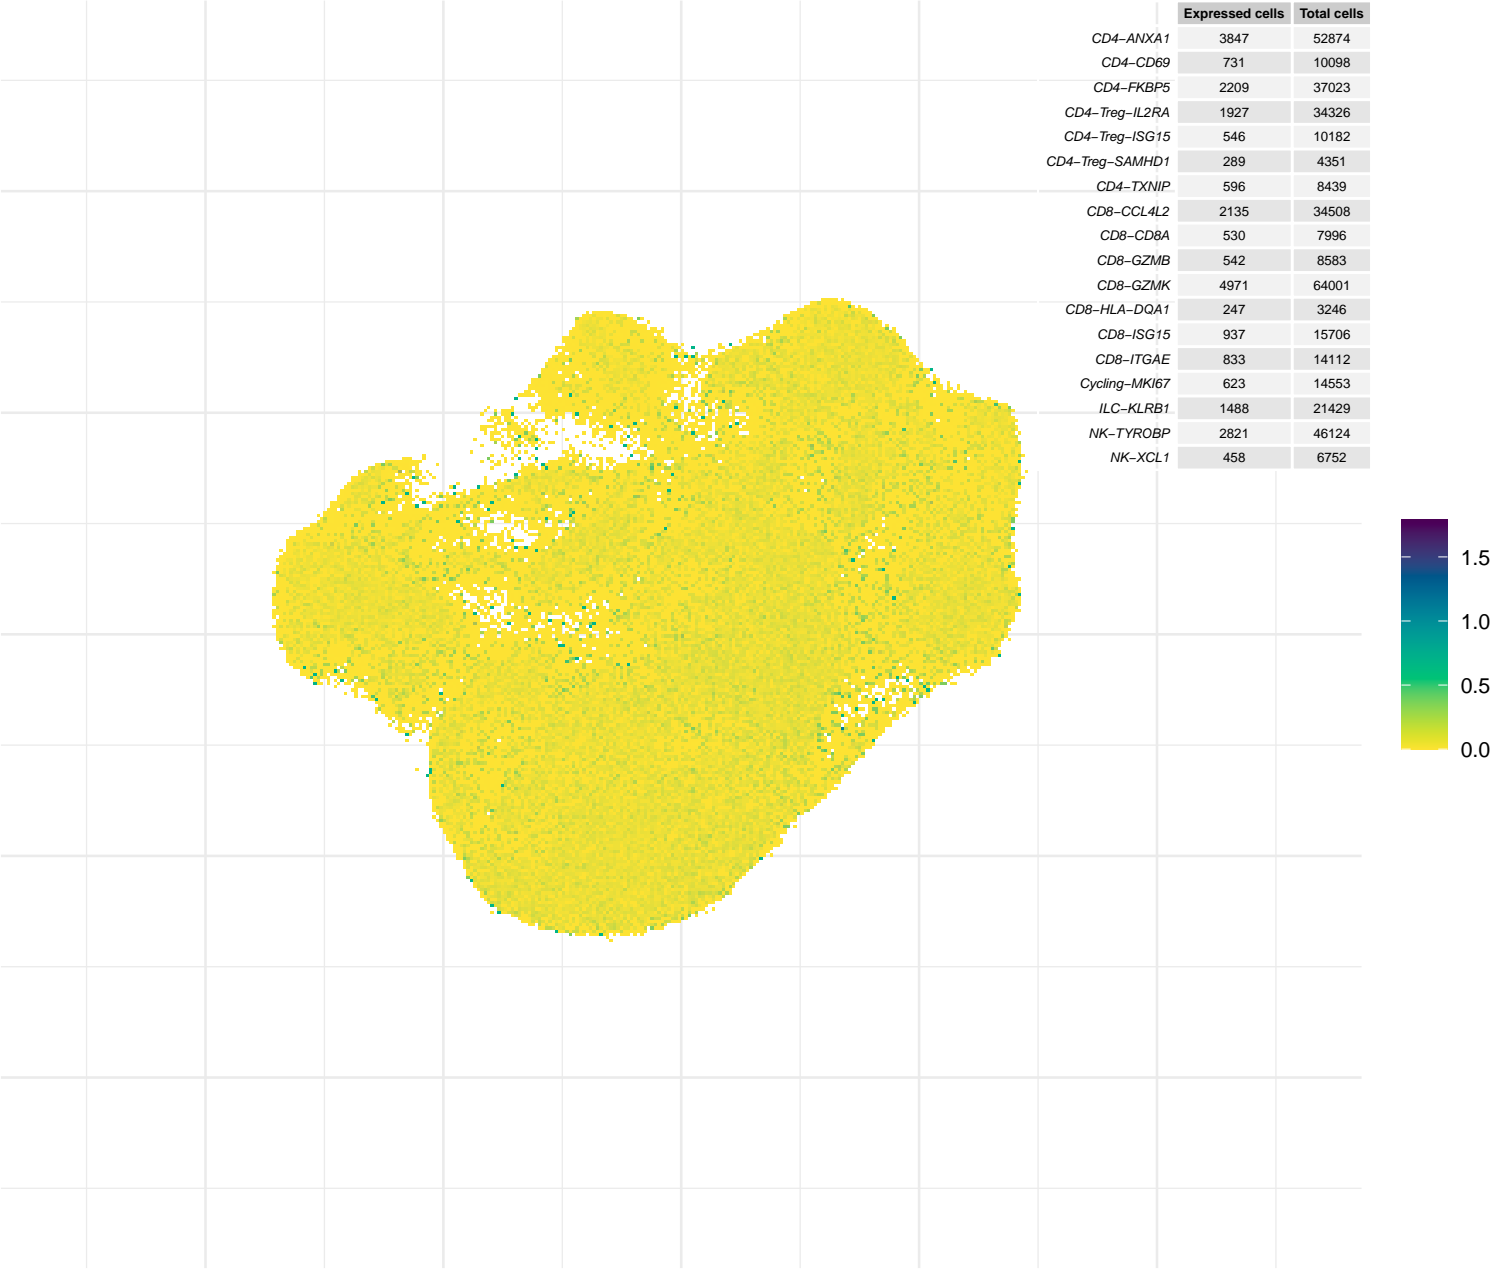 Expressed cells Total cells
CD4−ANXA1 3847 52874
CD4−CD69 731 10098
CD4−FKBP5 2209 37023
CD4−Treg−IL2RA 1927 34326
CD4−Treg−ISG15 546 10182
CD4−Treg−SAMHD1 289 4351
CD4−TXNIP 596 8439
CD8−CCL4L2 2135 34508
CD8−CD8A 530 7996
CD8−GZMB 542 8583
CD8−GZMK 4971 64001
CD8−HLA−DQA1 247 3246
CD8−ISG15 937 15706
CD8−ITGAE 833 14112
Cycling−MKI67 623 14553
ILC−KLRB1 1488 21429
NK−TYROBP 2821 46124
NK−XCL1 458 6752
1.5
1.0
0.5
0.0